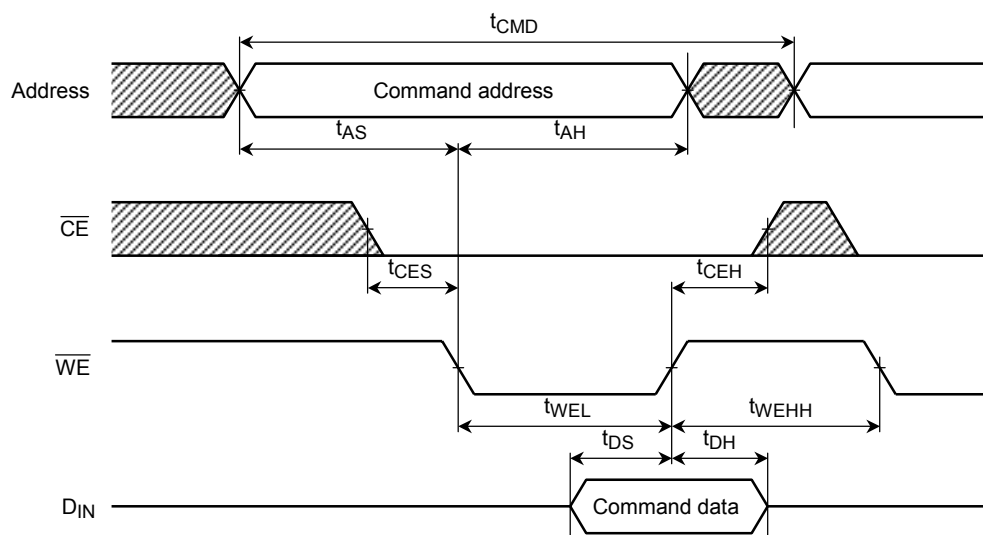 tCMD
Address
Command address
tAS
tAH
CE
tCES
tCEH
WE
tWEL
tWEHH
tDS
tDH
DIN
Command data